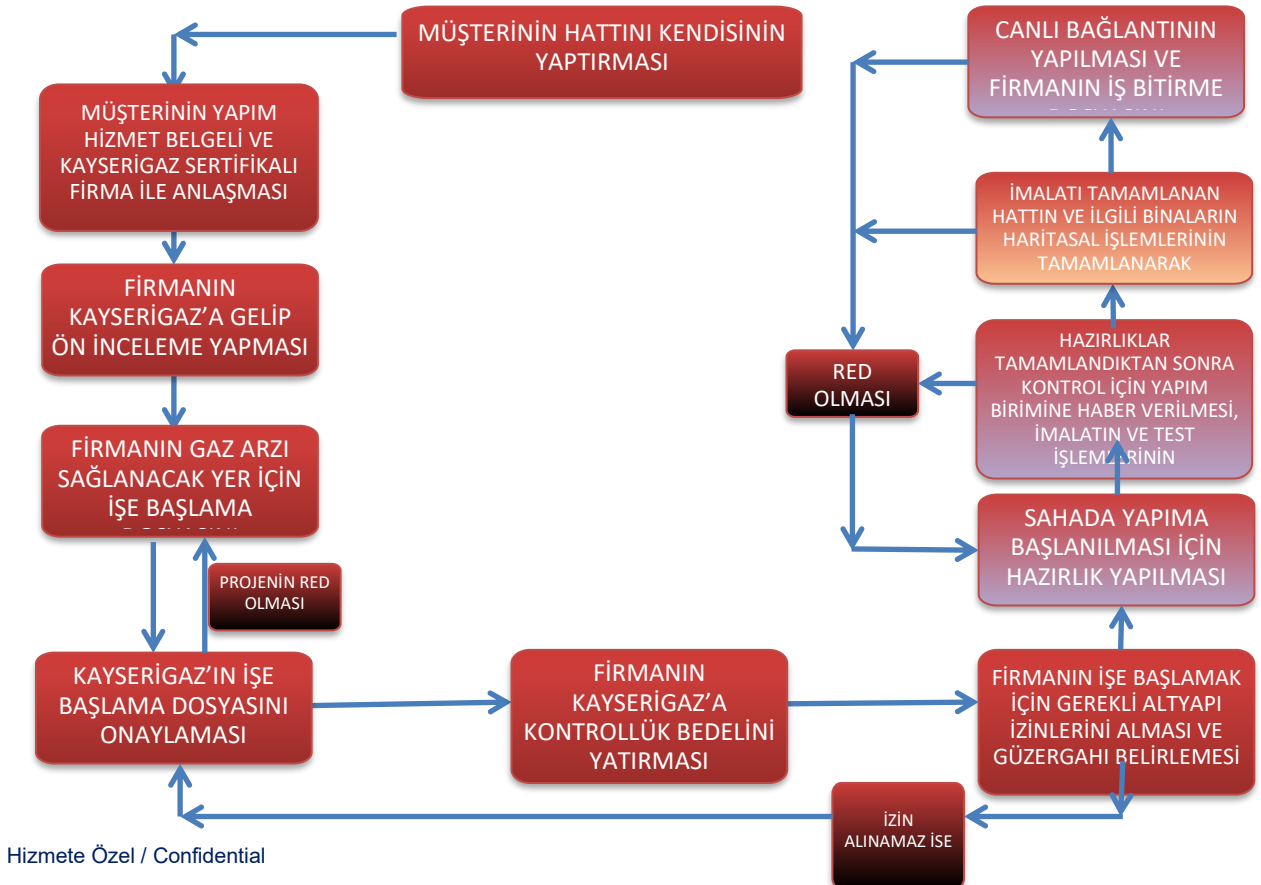 MÜŞTERİNİN HATTINI KENDİSİNİN
YAPTIRMASI
MÜŞTERİNİN YAPIM
HİZMET BELGELİ VE
KAYSERİGAZ SERTİFİKALI
FİRMA İLE ANLAŞMASI
FİRMANIN
KAYSERİGAZ’A GELİP
ÖN İNCELEME YAPMASI
FİRMANIN GAZ ARZI
SAĞLANACAK YER İÇİN
İŞE BAŞLAMA
PROJENİN RED
OLMASI
KAYSERİGAZ’IN İŞE
BAŞLAMA DOSYASINI
ONAYLAMASI
FİRMANIN
KAYSERİGAZ’A
KONTROLLÜK BEDELİNİ
YATIRMASI
FİRMANIN İŞE BAŞLAMAK
İÇİN GEREKLİ ALTYAPI
İZİNLERİNİ ALMASI VE
GÜZERGAHI BELİRLEMESİ
İZİN
ALINAMAZ İSE
SAHADA YAPIMA
BAŞLANILMASI İÇİN
HAZIRLIK YAPILMASI
HAZIRLIKLAR
TAMAMLANDIKTAN SONRA
KONTROL İÇİN YAPIM
BİRİMİNE HABER VERİLMESİ,
İMALATIN VE TEST
İŞLEMLERİNİN
RED
OLMASI
İMALATI TAMAMLANAN
HATTIN VE İLGİLİ BİNALARIN
HARİTASAL İŞLEMLERİNİN
TAMAMLANARAK
CANLI BAĞLANTININ
YAPILMASI VE
FİRMANIN İŞ BİTİRME
Hizmete Özel / Confidential